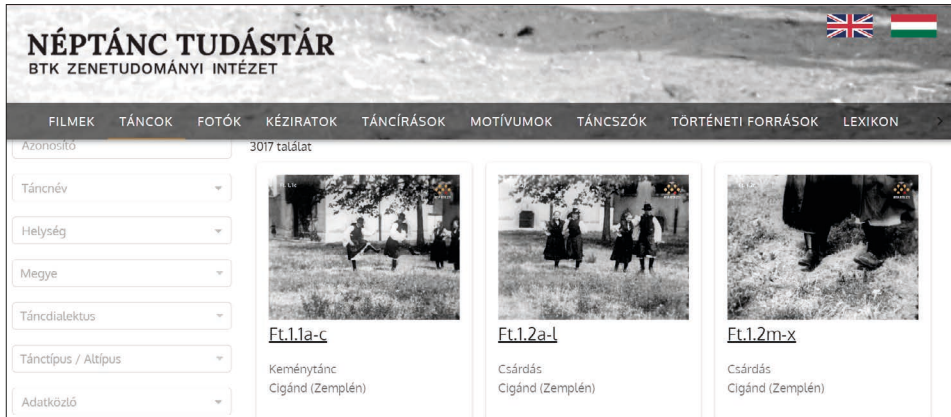 NÉPTÁNC TUDÁSTÁR
BTK ZENETUDOMÁNYI INTÉZET
FILMEK TÁNCOK FOTÓK KÉZIRATOK TÁNCÍRÁSOK MOTÍVUMOK TÁNCSZÓK TÖRTÉNETI FORRÁSOK LEXIKON
Azonosító
3017 találat
Táncnév
Helység
Megye
Táncdialektus
Tánctípus / Altípus
Adatközló
Ft.1.1a-c
Keménytánc
Cigánd (Zemplén)
Ft.1.2a-l
Csárdás
Cigánd (Zemplén)
Ft.1.2m-x
Csárdás
Cigánd (Zemplén)